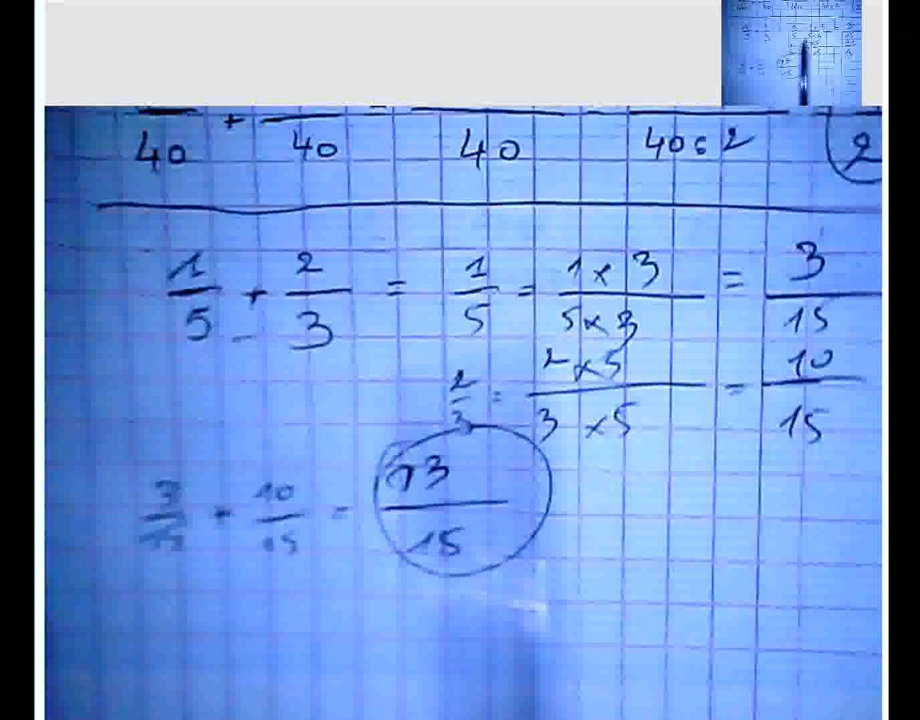 40 + 40 40 40 : 2 2
1/5 + 2/3 = 1/5 = 1 x 3 / 5 x 3 = 3/15
2/3 = 2 x 5 / 3 x 5 = 10/15
3/15 + 10/15 = 13/15